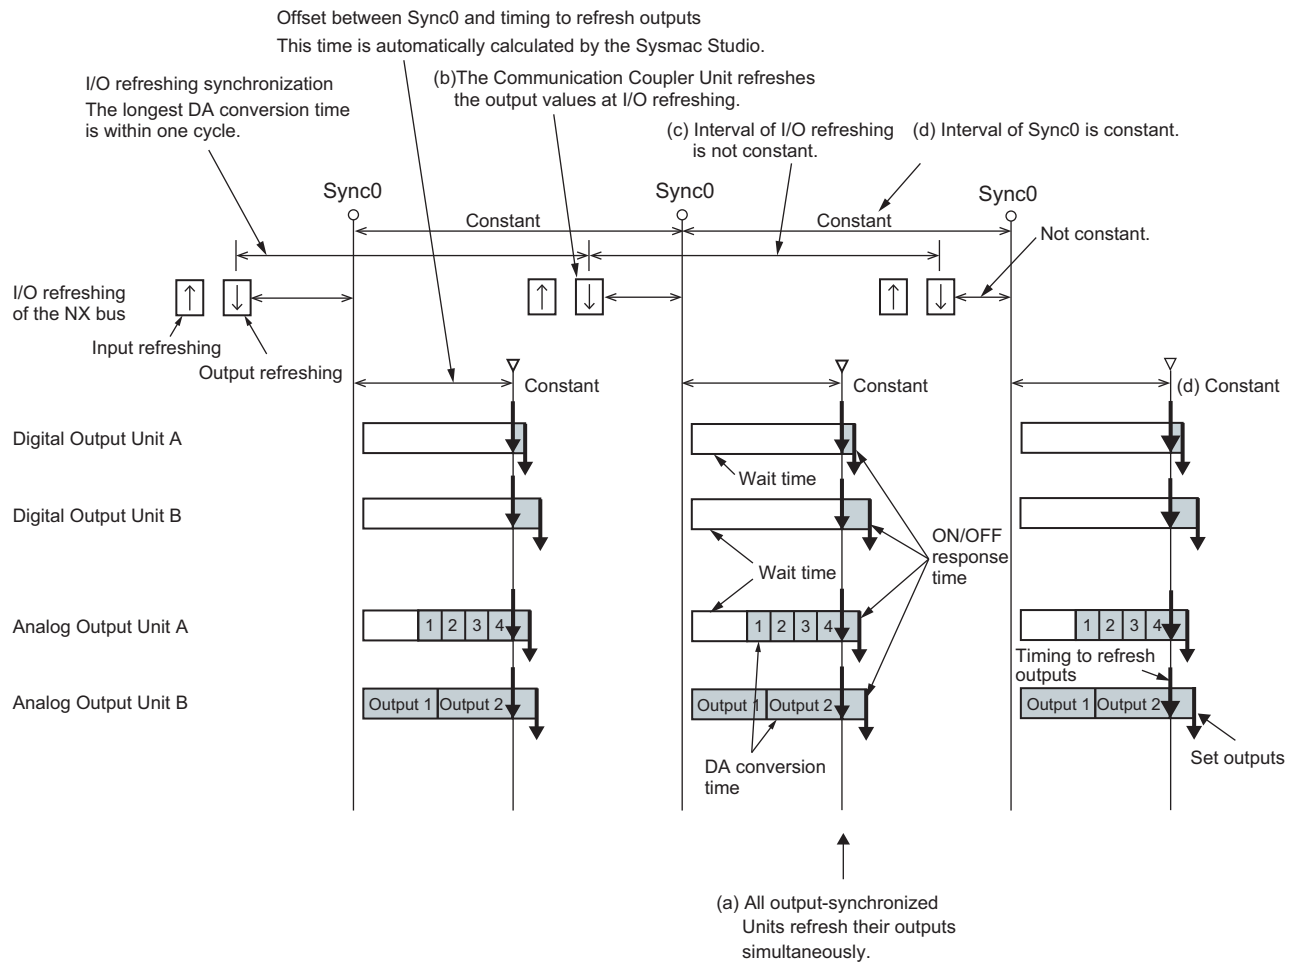 Offset between Sync0 and timing to refresh outputs
This time is automatically calculated by the Sysmac Studio.
I/O refreshing synchronization
The longest DA conversion time
is within one cycle.
(b)The Communication Coupler Unit refreshes
the output values at I/O refreshing.
(c) Interval of I/O refreshing
is not constant.
(d) Interval of Sync0 is constant.
Sync0
Sync0
Sync0
Constant
Constant
Not constant.
I/O refreshing
of the NX bus
Input refreshing
Output refreshing
Constant
Constant
(d) Constant
Digital Output Unit A
Wait time
Digital Output Unit B
ON/OFF
response
time
Wait time
Analog Output Unit A
1 2 3 4
1 2 3 4
1 2 3 4
Timing to refresh
outputs
Analog Output Unit B
Output 1 Output 2
Output 1 Output 2
Output 1 Output 2
DA conversion
time
Set outputs
(a) All output-synchronized
Units refresh their outputs
simultaneously.